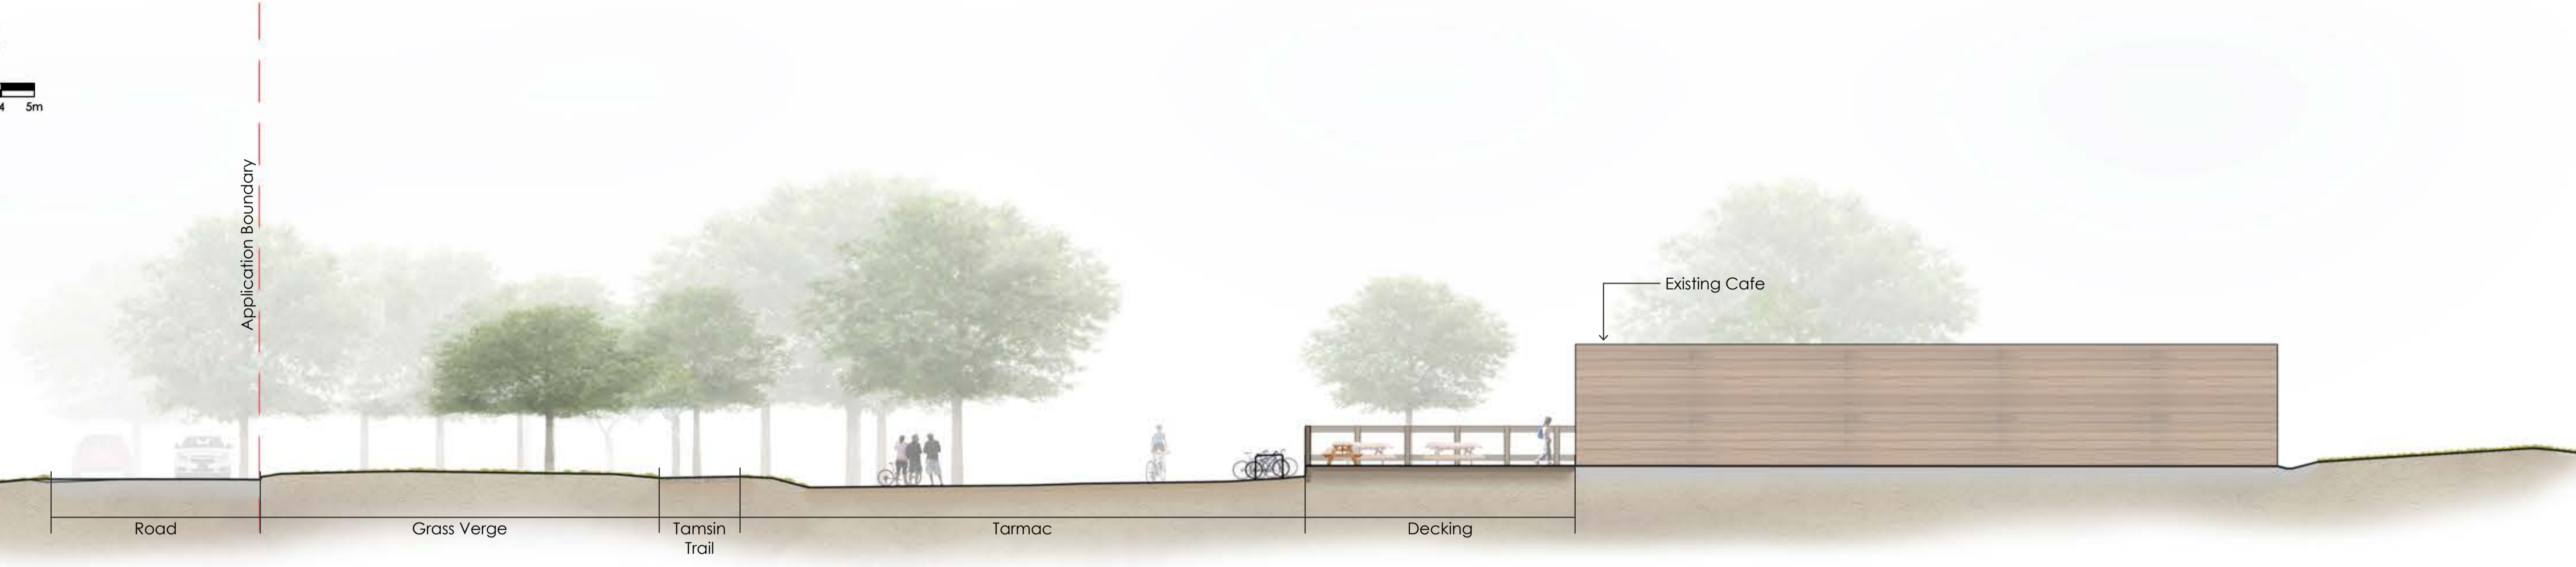 4 5m
Application Boundary
Existing Cafe
Road
Grass Verge
Tamsin
Trail
Tarmac
Decking